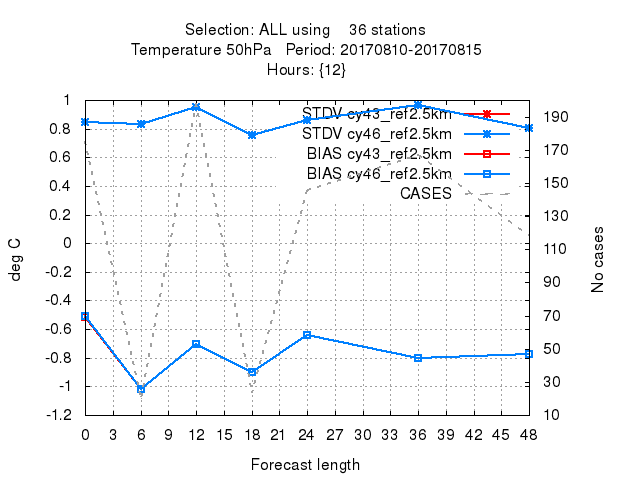 Selection: ALL using 36 stations
Temperature 50hPa Period: 20170810-20170815
Hours: {12}
STDV cy43_ref2.5km
STDV cy46_ref2.5km
BIAS cy43_ref2.5km
BIAS cy46_ref2.5km
CASES
1
0.8
0.6
0.4
0.2
0
-0.2
-0.4
-0.6
-0.8
-1
-1.2
deg C
190
170
150
130
110
90
70
50
30
10
No cases
0 3 6 9 12 15 18 21 24 27 30 33 36 39 42 45 48
Forecast length